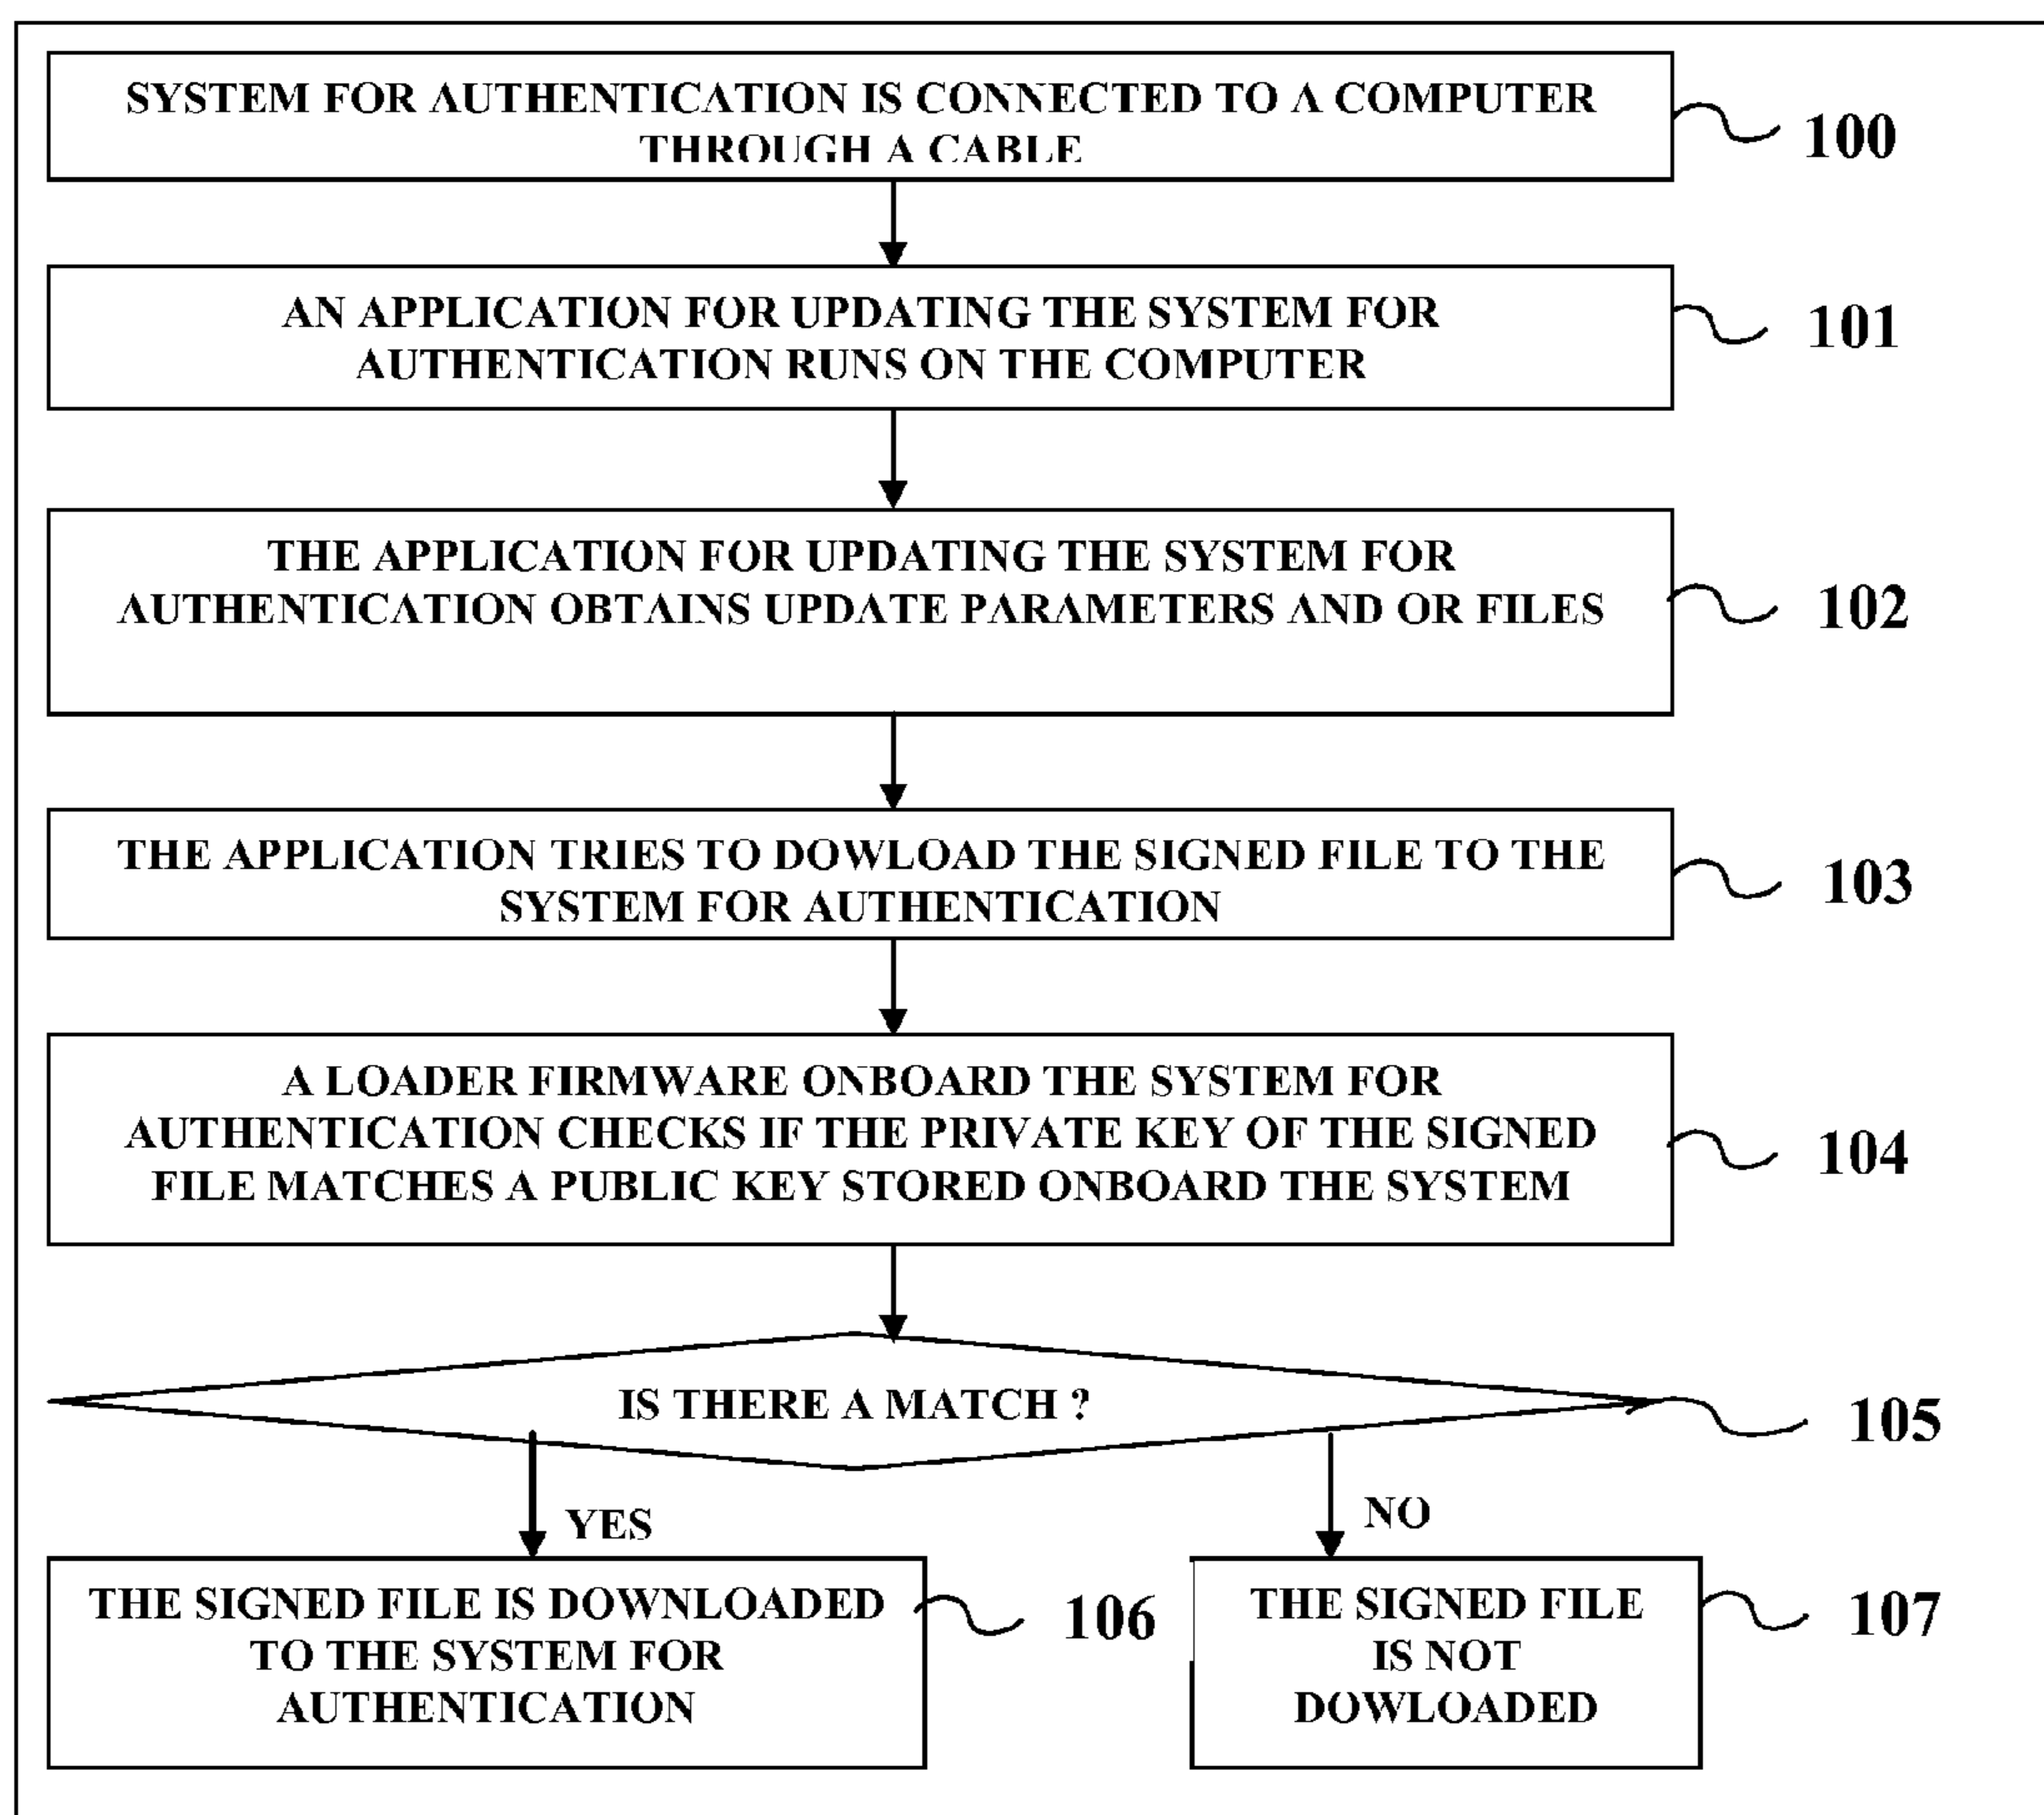 SYSTEM FOR AUTHENTICATION IS CONNECTED TO A COMPUTER
THROUGH A CABLE
100
AN APPLICATION FOR UPDATING THE SYSTEM FOR
AUTHENTICATION RUNS ON THE COMPUTER
101
THE APPLICATION FOR UPDATING THE SYSTEM FOR
AUTHENTICATION OBTAINS UPDATE PARAMETERS AND OR FILES
102
THE APPLICATION TRIES TO DOWLOAD THE SIGNED FILE TO THE
SYSTEM FOR AUTHENTICATION
103
A LOADER FIRMWARE ONBOARD THE SYSTEM FOR
AUTHENTICATION CHECKS IF THE PRIVATE KEY OF THE SIGNED
FILE MATCHES A PUBLIC KEY STORED ONBOARD THE SYSTEM
104
IS THERE A MATCH ?
105
YES
NO
THE SIGNED FILE IS DOWNLOADED
TO THE SYSTEM FOR
AUTHENTICATION
106
THE SIGNED FILE
IS NOT
DOWLOADED
107